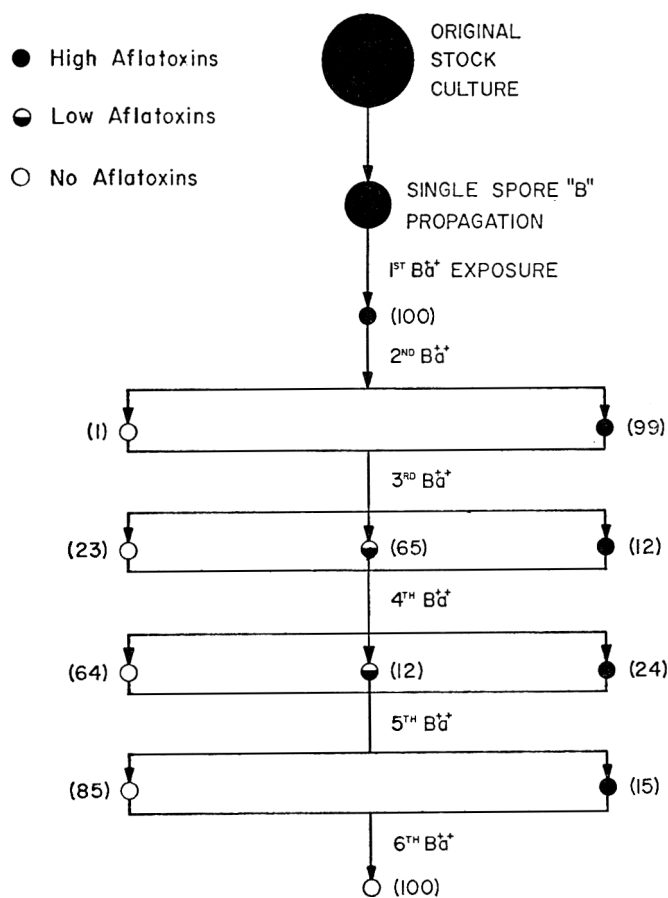 High Aflatoxins
Low Aflatoxins
No Aflatoxins
ORIGINAL
STOCK
CULTURE
SINGLE SPORE "B"
PROPAGATION
1ST Ba++ EXPOSURE
(100)
2ND Ba++
(1)
(99)
3RD Ba++
(23)
(65)
(12)
4TH Ba++
(64)
(12)
(24)
5TH Ba++
(85)
(15)
6TH Ba++
(100)